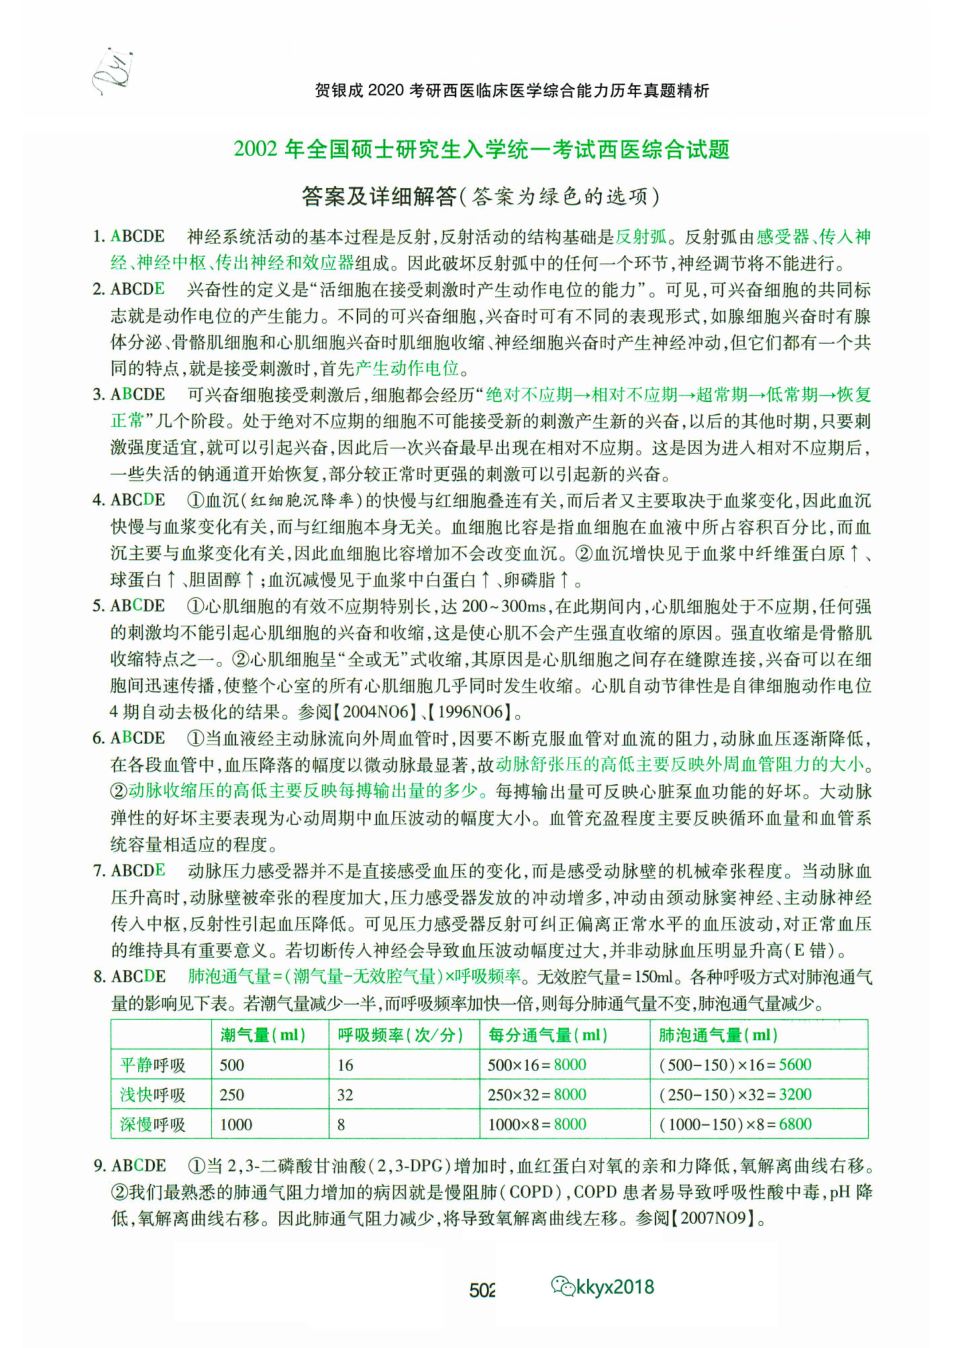 贺银成 2020 考研西医临床医学综合能力历年真题精析
2002 年全国硕士研究生入学统一考试西医综合试题
答案及详细解答(答案为绿色的选项)
1. ABCDE 神经系统活动的基本过程是反射,反射活动的结构基础是反射弧。反射弧由感受器、传入神
经、神经中枢、传出神经和效应器组成。因此破坏反射弧中的任何一个环节,神经调节将不能进行。
2. ABCDE 兴奋性的定义是“活细胞在接受刺激时产生动作电位的能力”。可见,可兴奋细胞的共同标
志就是动作电位的产生能力。不同的可兴奋细胞,兴奋时可有不同的表现形式,如腺细胞兴奋时有腺
体分泌、骨骼肌细胞和心肌细胞兴奋时肌细胞收缩、神经细胞兴奋时产生神经冲动,但它们都有一个共
同的特点,就是接受刺激时,首先产生动作电位。
3. ABCDE 可兴奋细胞接受刺激后,细胞都会经历“绝对不应期→相对不应期→超常期→低常期→恢复
正常”几个阶段。处于绝对不应期的细胞不可能接受新的刺激产生新的兴奋,以后的其他时期,只要刺
激强度适宜,就可以引起兴奋,因此后一次兴奋最早出现在相对不应期。这是因为进入相对不应期后,
一些失活的钠通道开始恢复,部分较正常时更强的刺激可以引起新的兴奋。
4. ABCDE ①血沉(红细胞沉降率)的快慢与红细胞叠连有关,而后者又主要取决于血浆变化,因此血沉
快慢与血浆变化有关,而与红细胞本身无关。血细胞比容是指血细胞在血液中所占容积百分比,而血
沉主要与血浆变化有关,因此血细胞比容增加不会改变血沉。②血沉增快见于血浆中纤维蛋白原↑、
球蛋白↑、胆固醇↑;血沉减慢见于血浆中白蛋白↑、卵磷脂↑。
5. ABCDE ①心肌细胞的有效不应期特别长,达 200~300ms,在此期间内,心肌细胞处于不应期,任何强
的刺激均不能引起心肌细胞的兴奋和收缩,这是使心肌不会产生强直收缩的原因。强直收缩是骨骼肌
收缩特点之一。②心肌细胞呈“全或无”式收缩,其原因是心肌细胞之间存在缝隙连接,兴奋可以在细
胞间迅速传播,使整个心室的所有心肌细胞几乎同时发生收缩。心肌自动节律性是自律细胞动作电位
4 期自动去极化的结果。参阅【2004NO6】、【1996NO6】。
6. ABCDE ①当血液经主动脉流向外周血管时,因要不断克服血管对血流的阻力,动脉血压逐渐降低,
在各段血管中,血压降落的幅度以微动脉最显著,故动脉舒张压的高低主要反映外周血管阻力的大小。
②动脉收缩压的高低主要反映每搏输出量的多少。每搏输出量可反映心脏泵血功能的好坏。大动脉
弹性的好坏主要表现为心动周期中血压波动的幅度大小。血管充盈程度主要反映循环血量和血管系
统容量相适应的程度。
7. ABCDE 动脉压力感受器并不是直接感受血压的变化,而是感受动脉壁的机械牵张程度。当动脉血
压升高时,动脉壁被牵张的程度加大,压力感受器发放的冲动增多,冲动由颈动脉窦神经、主动脉神经
传入中枢,反射性引起血压降低。可见压力感受器反射可纠正偏离正常水平的血压波动,对正常血压
的维持具有重要意义。若切断传入神经会导致血压波动幅度过大,并非动脉血压明显升高(E 错)。
8. ABCDE 肺泡通气量=(潮气量-无效腔气量)×呼吸频率。无效腔气量=150ml。各种呼吸方式对肺泡通气
量的影响见下表。若潮气量减少一半,而呼吸频率加快一倍,则每分肺通气量不变,肺泡通气量减少。
潮气量(ml) 呼吸频率(次/分) 每分通气量(ml) 肺泡通气量(ml)
平静呼吸 500 16 500×16=8000 (500-150)×16=5600
浅快呼吸 250 32 250×32=8000 (250-150)×32=3200
深慢呼吸 1000 8 1000×8=8000 (1000-150)×8=6800
9. ABCDE ①当 2,3-二磷酸甘油酸(2,3-DPG)增加时,血红蛋白对氧的亲和力降低,氧解离曲线右移。
②我们最熟悉的肺通气阻力增加的病因就是慢阻肺(COPD),COPD 患者易导致呼吸性酸中毒,pH 降
低,氧解离曲线右移。因此肺通气阻力减少,将导致氧解离曲线左移。参阅【2007NO9】。
502 kkyx2018